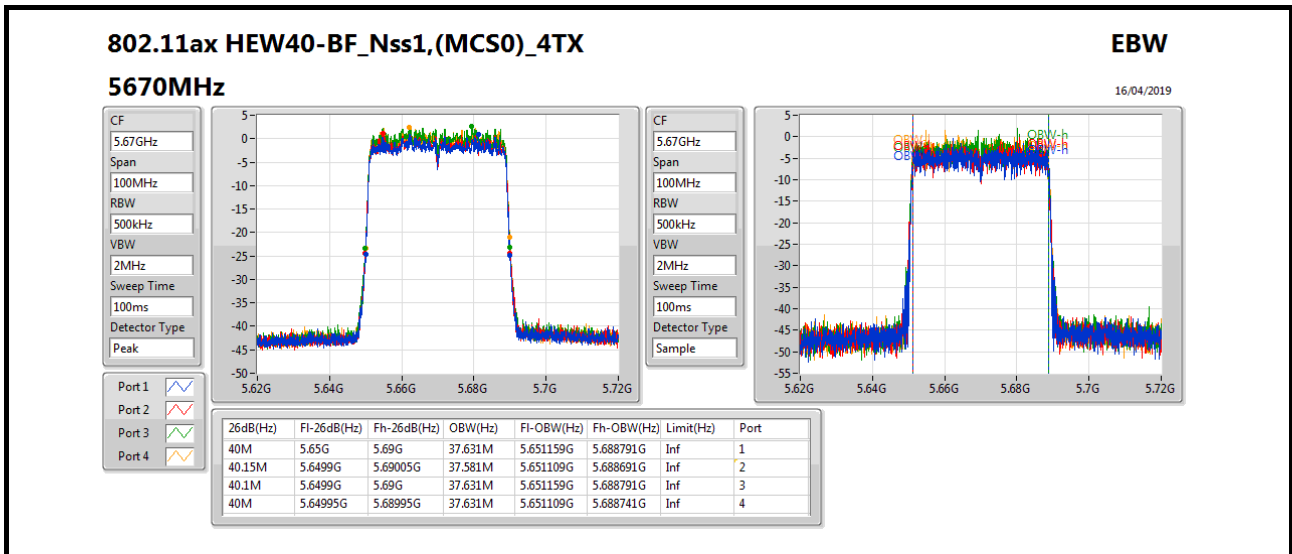 802.11ax HEW40-BF_Nss1,(MCS0)_4TX
EBW
5670MHz
16/04/2019
CF
5.67GHz
Span
100MHz
RBW
500kHz
VBW
2MHz
Sweep Time
100ms
Detector Type
Peak
5
0
-5
-10
-15
-20
-25
-30
-35
-40
-45
-50
5.62G 5.64G 5.66G 5.68G 5.7G 5.72G
CF
5.67GHz
Span
100MHz
RBW
500kHz
VBW
2MHz
Sweep Time
100ms
Detector Type
Sample
5
0
-5
-10
-15
-20
-25
-30
-35
-40
-45
-50
-55
OBW-h
5.62G 5.64G 5.66G 5.68G 5.7G 5.72G
Port 1
Port 2
Port 3
Port 4
26dB(Hz) Fl-26dB(Hz) Fh-26dB(Hz) OBW(Hz) Fl-OBW(Hz) Fh-OBW(Hz) Limit(Hz) Port
40M 5.65G 5.69G 37.631M 5.651159G 5.688791G Inf 1
40.15M 5.6499G 5.69005G 37.581M 5.651109G 5.688691G Inf 2
40.1M 5.6499G 5.69G 37.631M 5.651159G 5.688791G Inf 3
40M 5.64995G 5.68995G 37.631M 5.651109G 5.688741G Inf 4